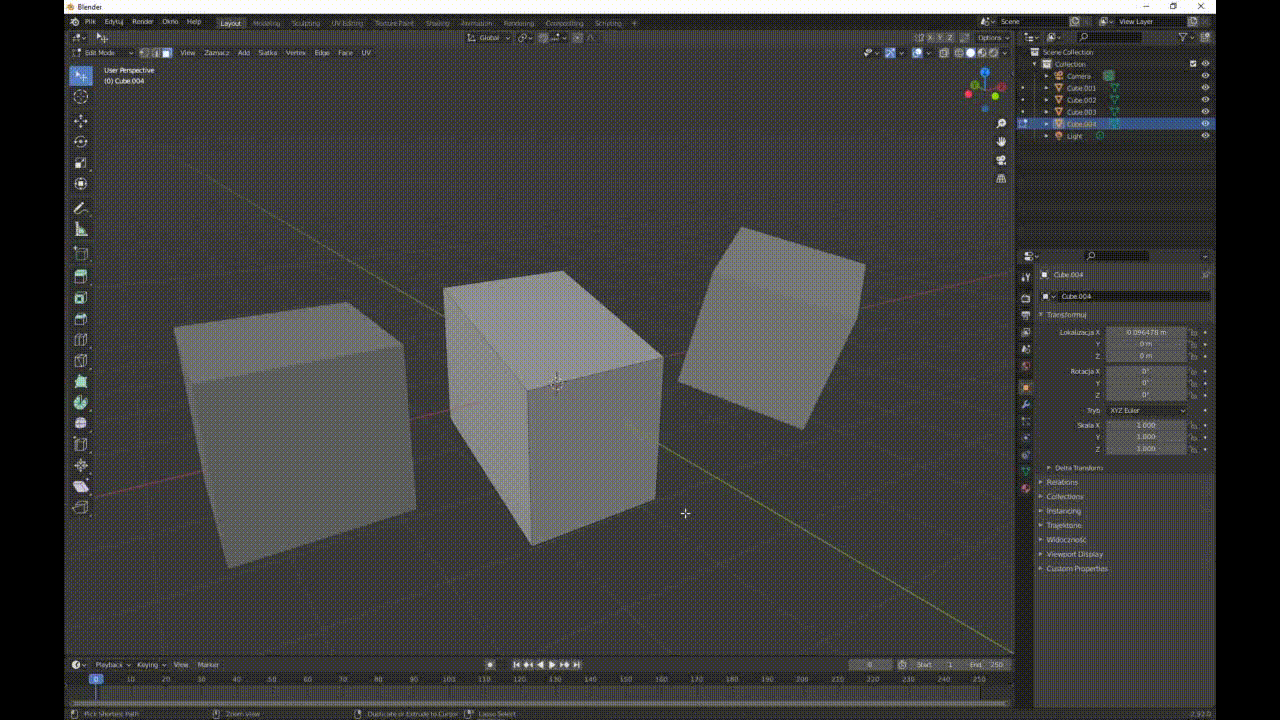 Blender
Plik Edytuj Render Okno Help Layout Modeling Sculpting UV Editing Texture Paint Shading Animation Rendering Compositing Scripting + Scene View Layer
Global X Y Z Options
Edit Mode View Zaznacz Add Siatka Vertex Edge Face UV
User Perspective
(0) Cube.004
Scene Collection
Collection
Camera
Cube.001
Cube.002
Cube.003
Cube.004
Light
Cube.004
Cube.004
Transformuj
Lokalizacja X 0.096478 m
Y 0 m
Z 0 m
Rotacja X 0°
Y 0°
Z 0°
Tryb XYZ Euler
Skala X 1.000
Y 1.000
Z 1.000
Delta Transform
Relations
Collections
Instancing
Trajektorie
Widoczność
Viewport Display
Custom Properties
Playback Keying View Marker 0 Start 1 End 250
0 10 20 30 40 50 60 70 80 90 100 110 120 130 140 150 160 170 180 190 200 210 220 230 240 250
Pick Shortest Path Zoom View Duplicate or Extrude to Cursor Lasso Select 2.92.0